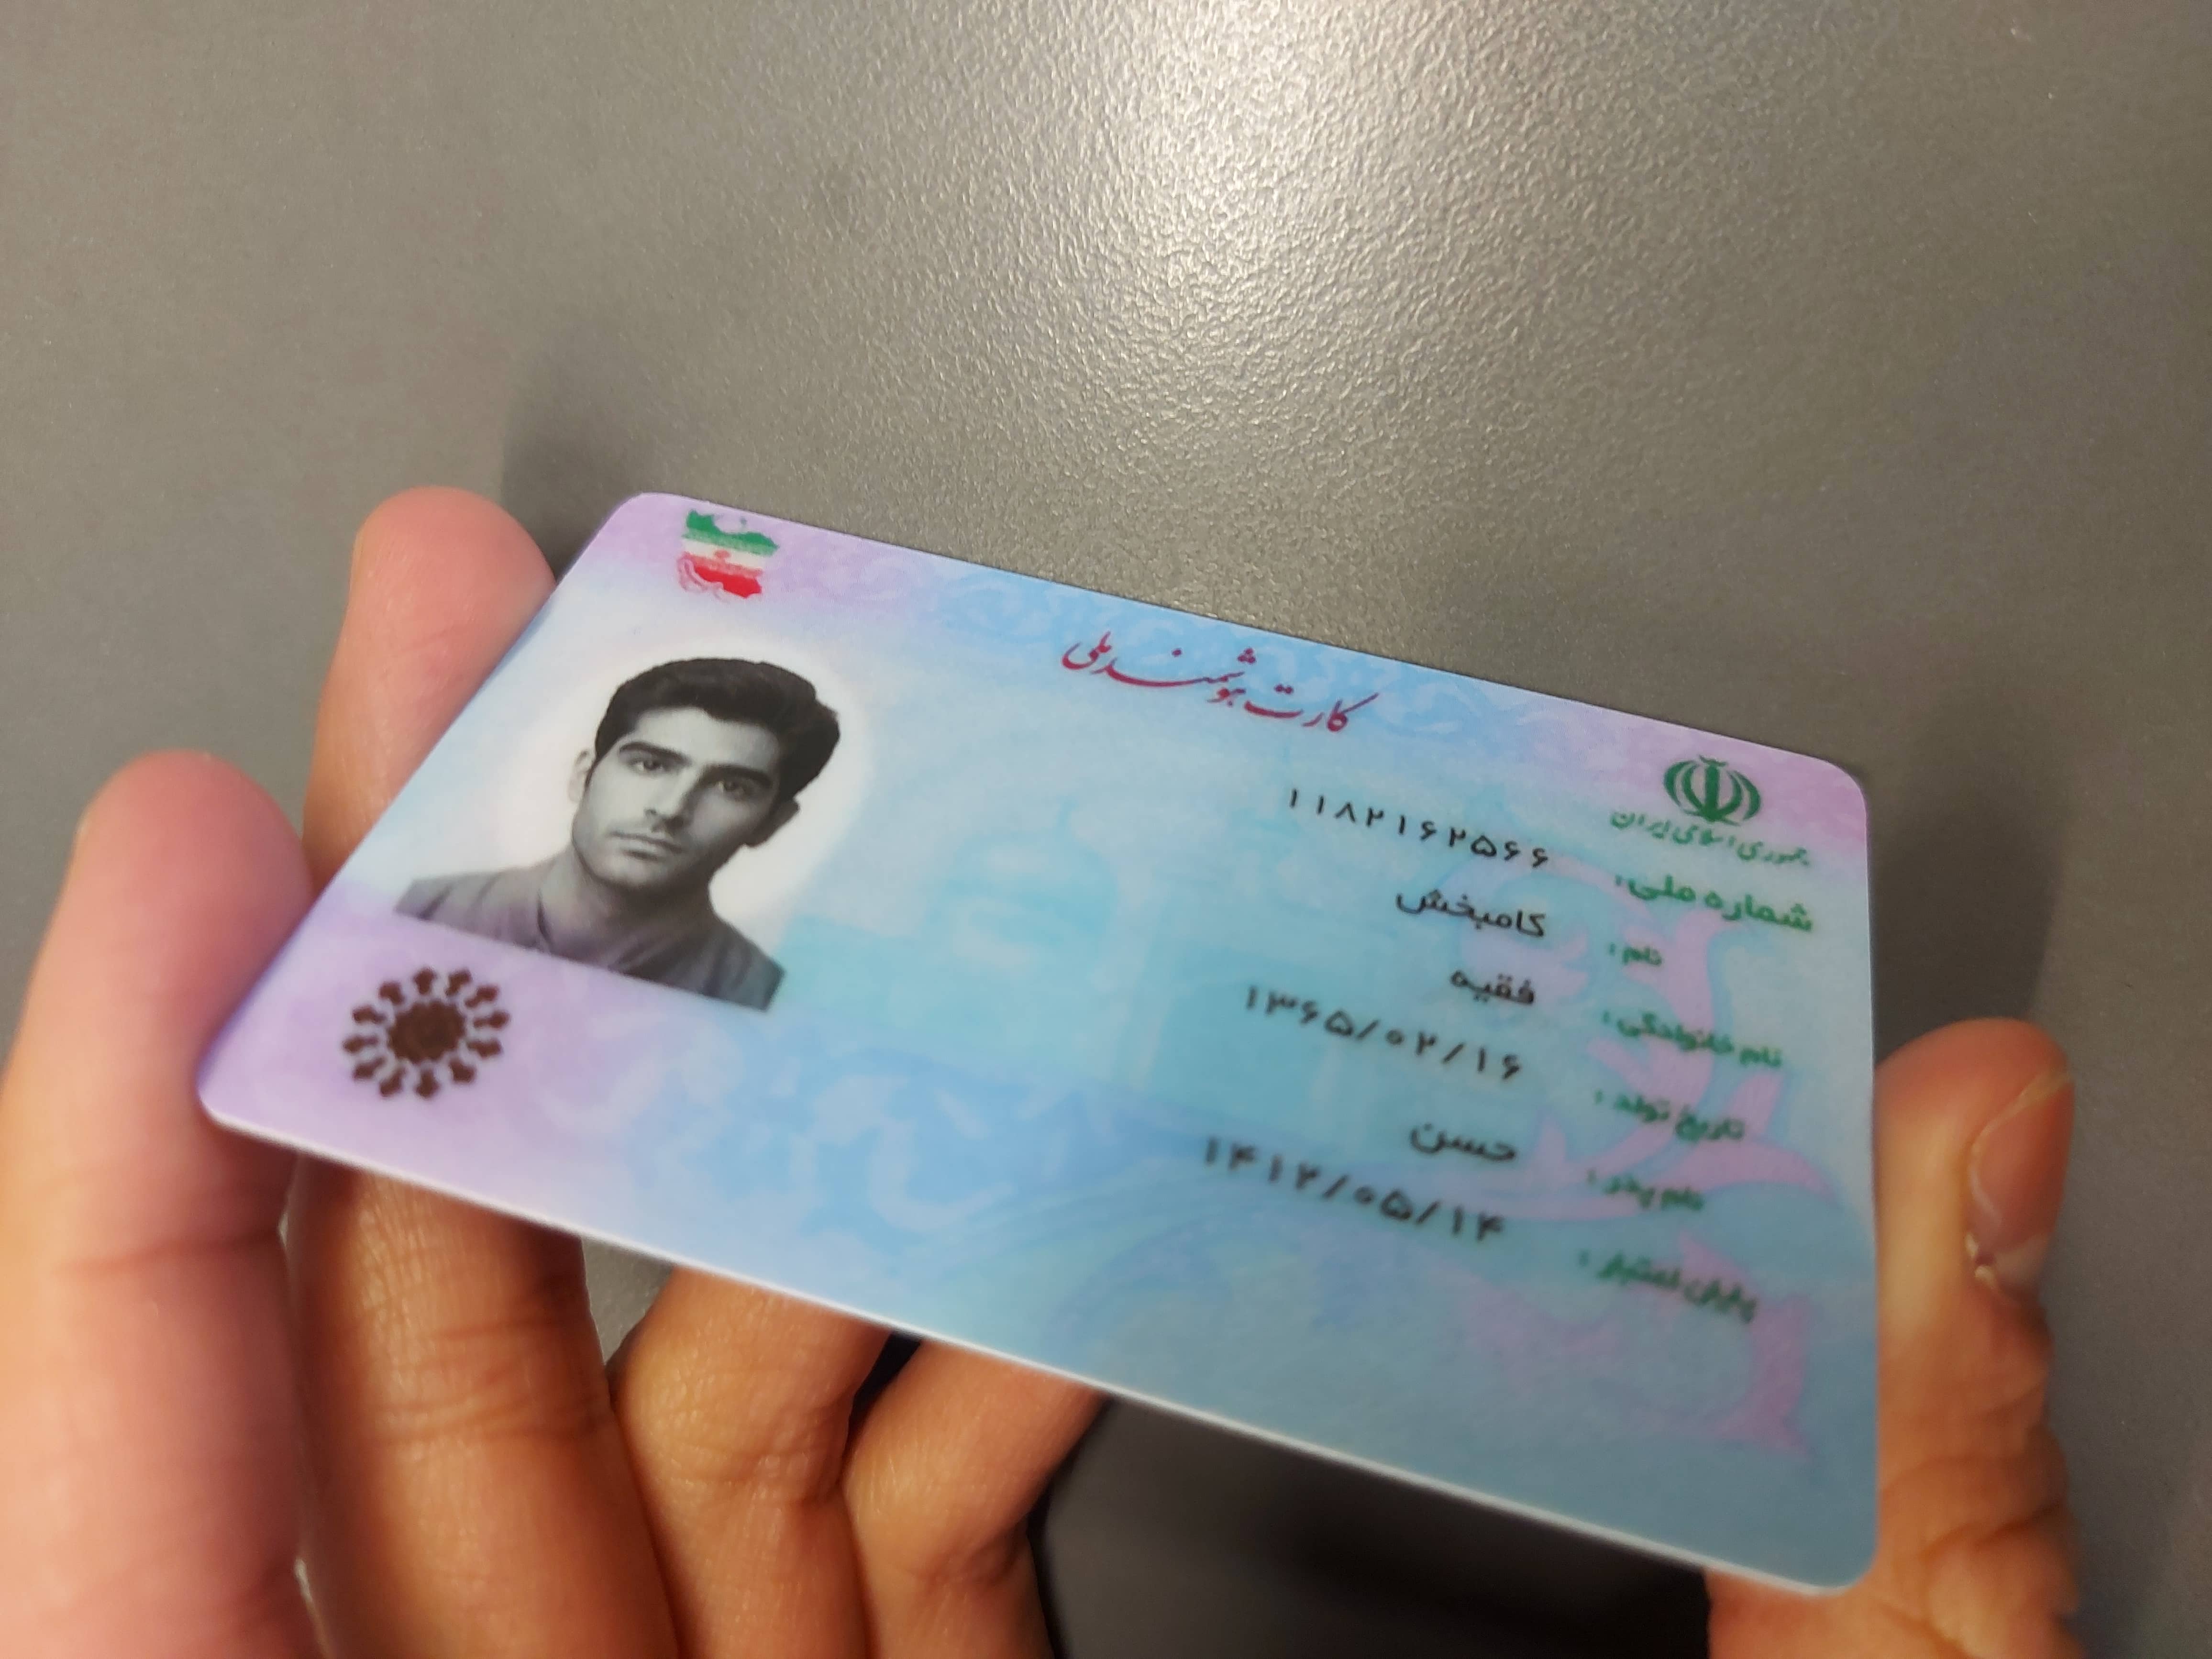 کارت هوشمند ملی
جمهوری اسلامی ایران
شماره ملی: ۱۱۸۲۱۶۲۵۶۶
نام: کامبخش
نام خانوادگی: فقیه
تاریخ تولد: ۱۳۶۵/۰۲/۱۶
نام پدر: حسن
پایان اعتبار: ۱۴۱۲/۰۵/۱۴